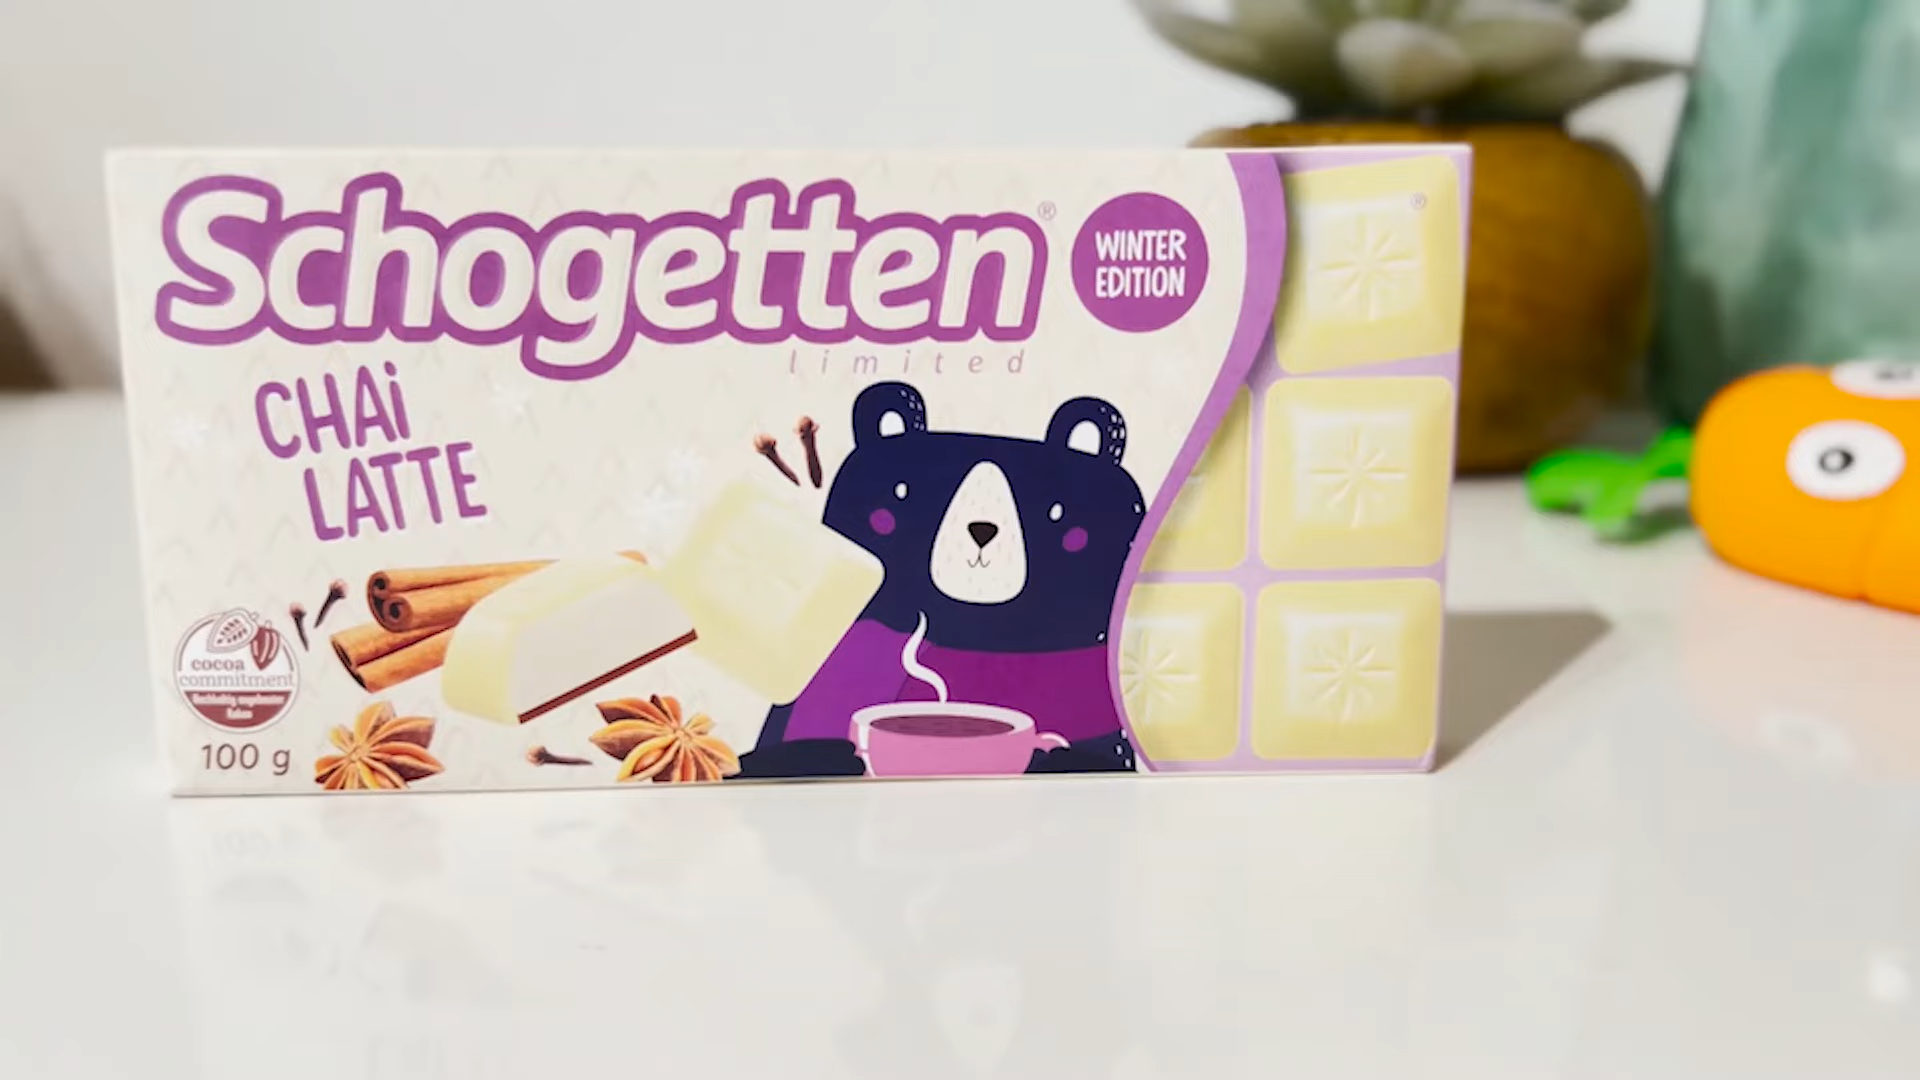 Schogetten®
limited
WINTER
EDITION
CHAi
LATTE
cocoa
commitment
100 g
®